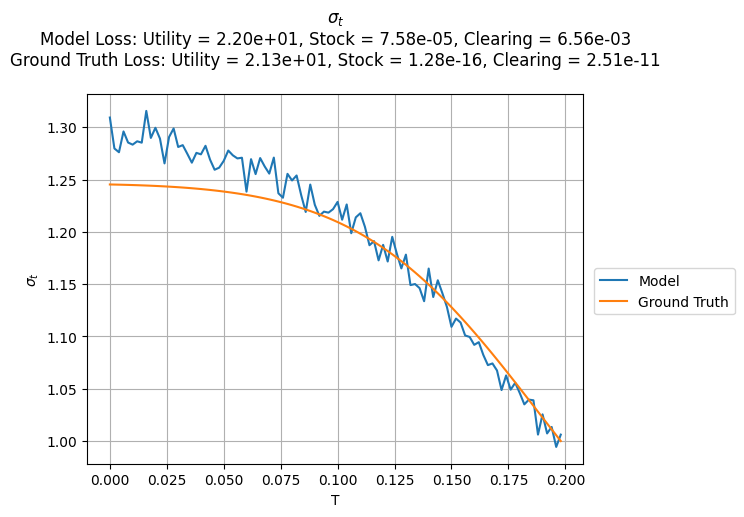 σt
Model Loss: Utility = 2.20e+01, Stock = 7.58e-05, Clearing = 6.56e-03
Ground Truth Loss: Utility = 2.13e+01, Stock = 1.28e-16, Clearing = 2.51e-11
1.30
1.25
1.20
1.15
1.10
1.05
1.00
σt
0.000 0.025 0.050 0.075 0.100 0.125 0.150 0.175 0.200
T
Model
Ground Truth